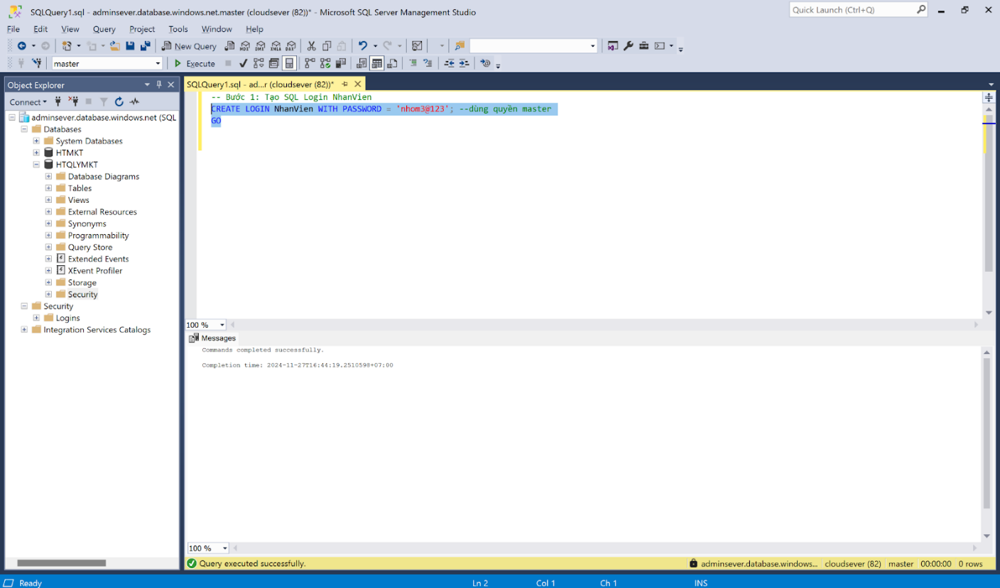 SQLQuery1.sql - adminsever.database.windows.net.master (cloudsever (82))* - Microsoft SQL Server Management Studio
Quick Launch (Ctrl+Q)
File Edit View Query Project Tools Window Help
New Query MDX DMX XMLA DAX
master Execute
Object Explorer
SQLQuery1.sql - ad...r (cloudsever (82))*
Connect
adminsever.database.windows.net (SQL
Databases
System Databases
HTMKT
HTQLYMKT
Database Diagrams
Tables
Views
External Resources
Synonyms
Programmability
Query Store
Extended Events
XEvent Profiler
Storage
Security
Security
Logins
Integration Services Catalogs
-- Bước 1: Tạo SQL Login NhanVien
CREATE LOGIN NhanVien WITH PASSWORD = 'nhom3@123'; --dùng quyền master
GO
100 %
Messages
Commands completed successfully.
Completion time: 2024-11-27T16:44:19.2510598+07:00
100 %
Query executed successfully.
adminsever.database.windows... cloudsever (82) master 00:00:00 0 rows
Ready Ln 2 Col 1 Ch 1 INS